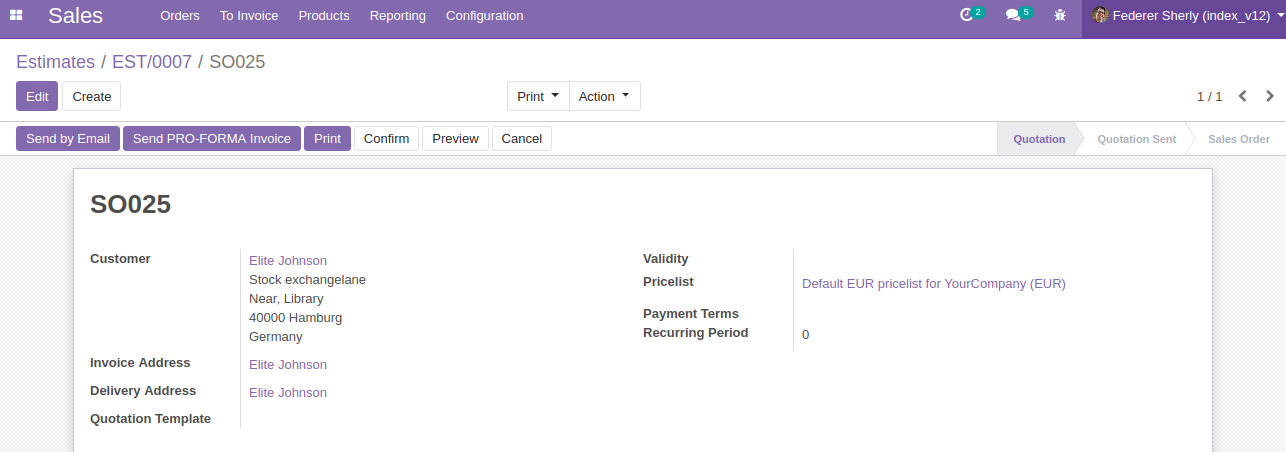 Sales Orders To Invoice Products Reporting Configuration 2 5 Federer Sherly (index_v12)
Estimates / EST/0007 / SO025
Edit Create Print Action 1 / 1
Send by Email Send PRO-FORMA Invoice Print Confirm Preview Cancel Quotation Quotation Sent Sales Order
SO025
Customer Elite Johnson
Stock exchangelane
Near, Library
40000 Hamburg
Germany
Invoice Address Elite Johnson
Delivery Address Elite Johnson
Quotation Template
Validity
Pricelist Default EUR pricelist for YourCompany (EUR)
Payment Terms
Recurring Period 0